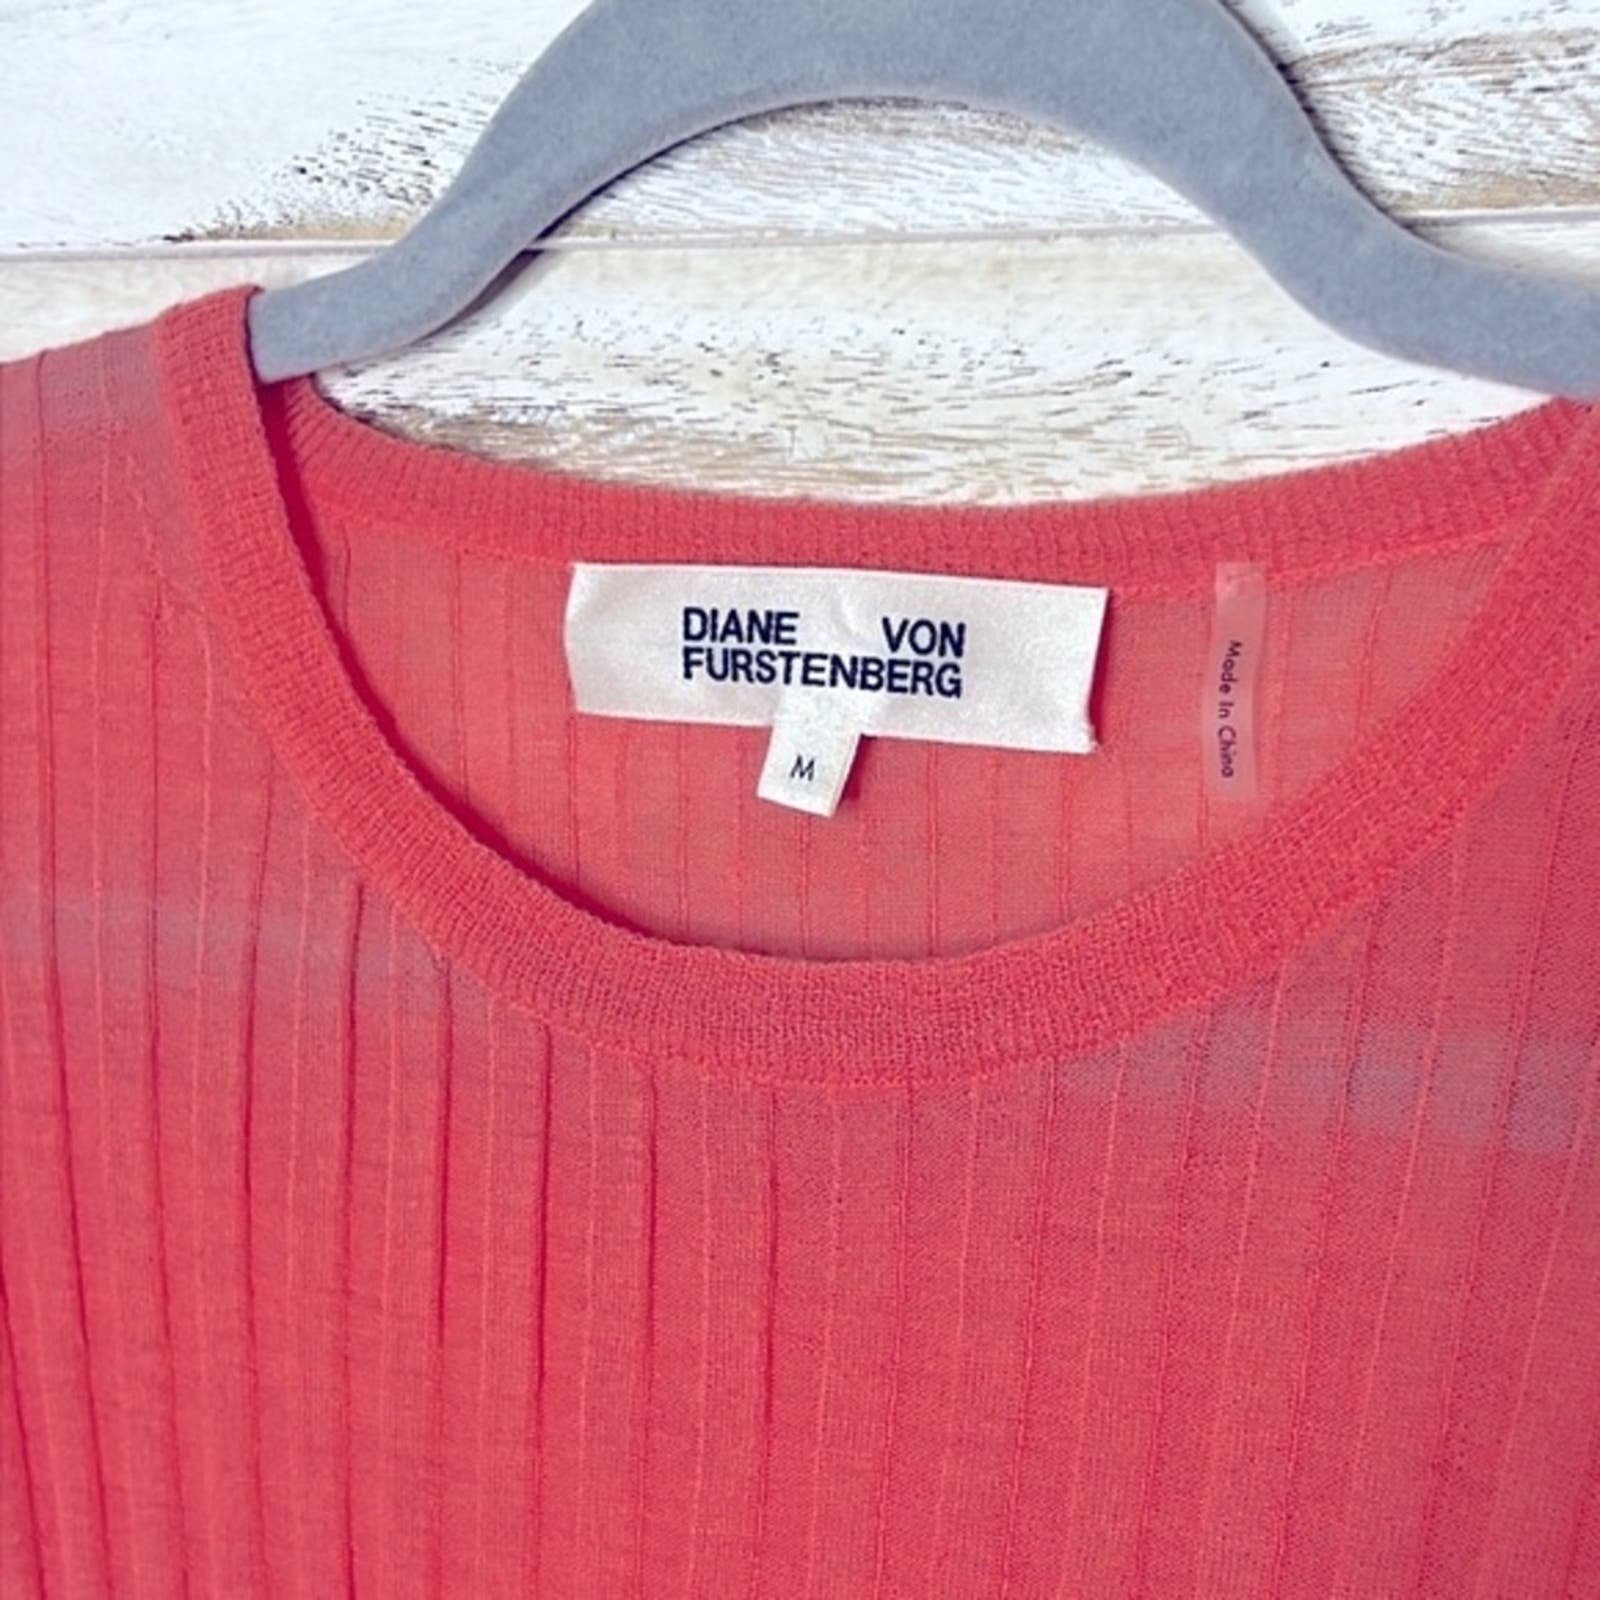 DIANE VON
FURSTENBERG
M
Made In China